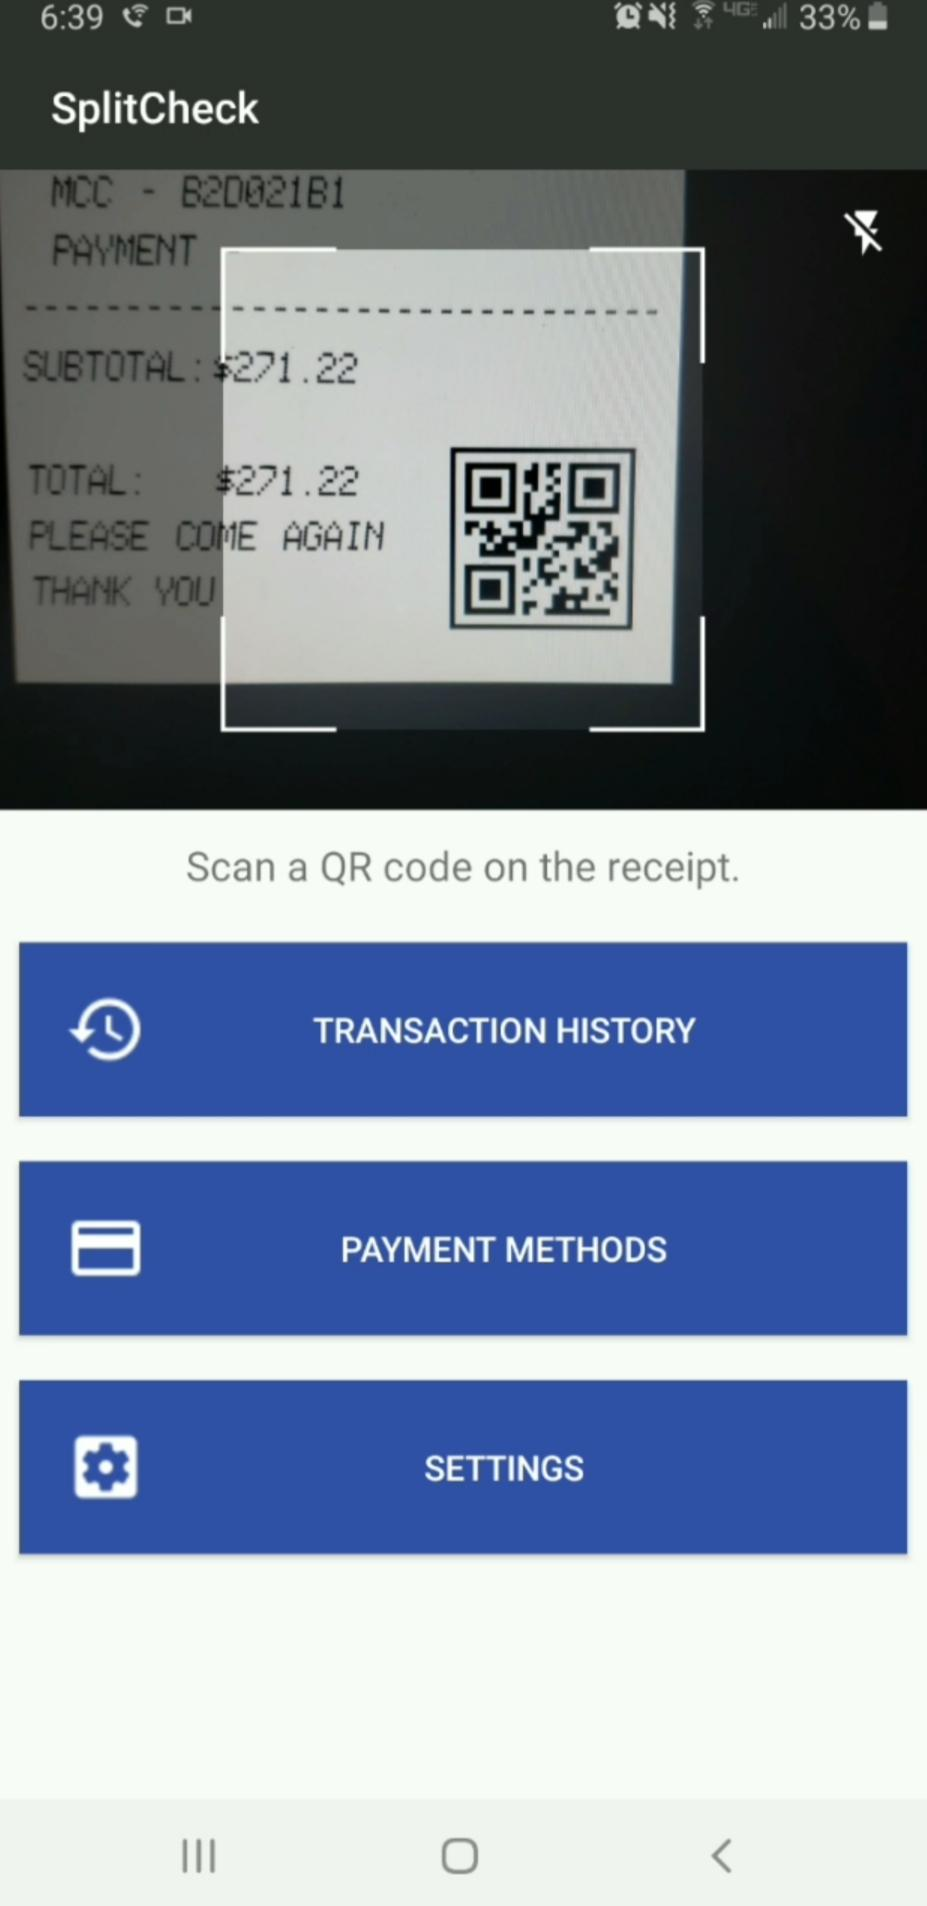 6:39 4GE 33%
SplitCheck
MCC - B2D021B1
PAYMENT
--------------------------------
SUBTOTAL:$271.22
TOTAL: $271.22
PLEASE COME AGAIN
THANK YOU
Scan a QR code on the receipt.
TRANSACTION HISTORY
PAYMENT METHODS
SETTINGS